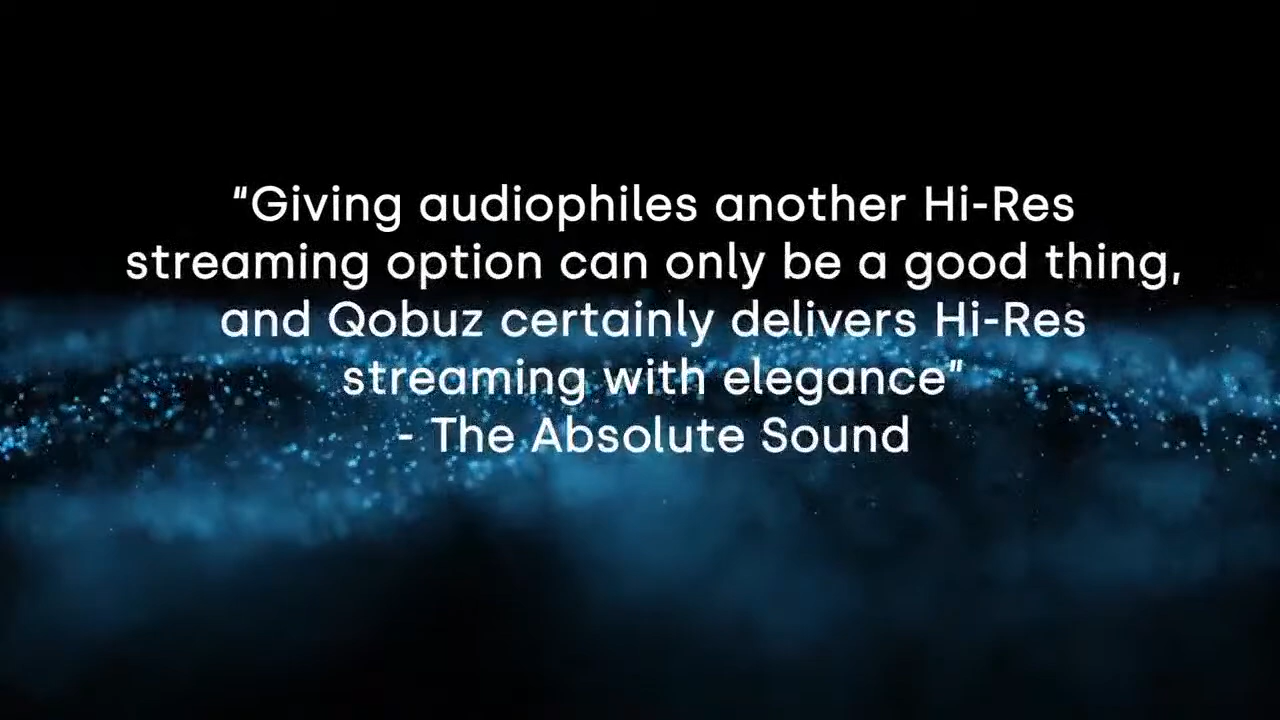 “Giving audiophiles another Hi-Res
streaming option can only be a good thing,
and Qobuz certainly delivers Hi-Res
streaming with elegance”
- The Absolute Sound